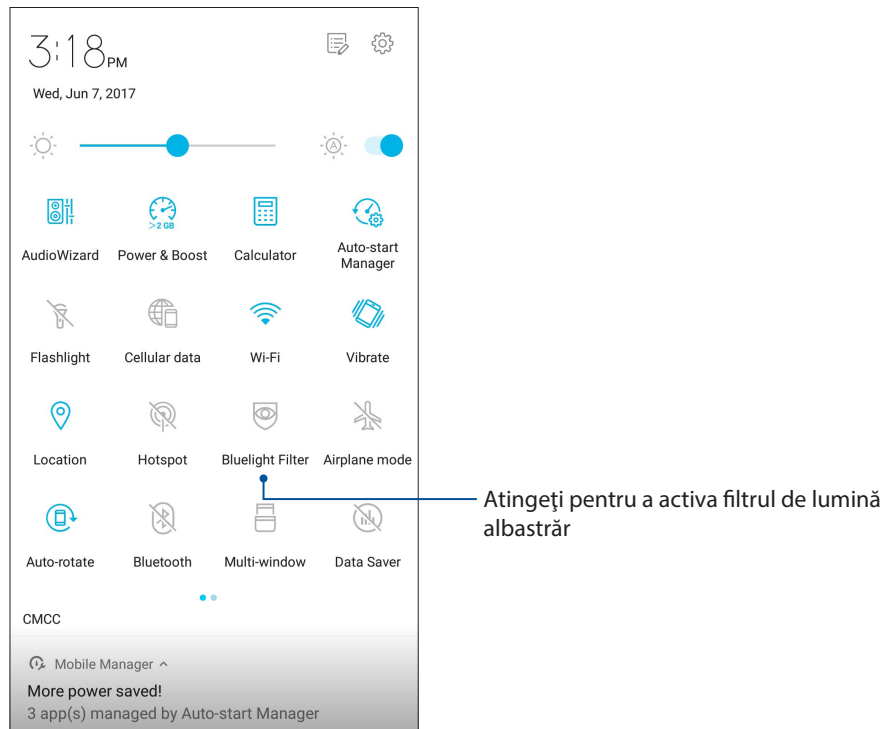 3:18 PM
Wed, Jun 7, 2017
A
>2 GB
AudioWizard Power & Boost Calculator Auto-start
Manager
Flashlight Cellular data Wi-Fi Vibrate
Location Hotspot Bluelight Filter Airplane mode
Atingeţi pentru a activa filtrul de lumină
albastrăr
Auto-rotate Bluetooth Multi-window Data Saver
CMCC
Mobile Manager
More power saved!
3 app(s) managed by Auto-start Manager